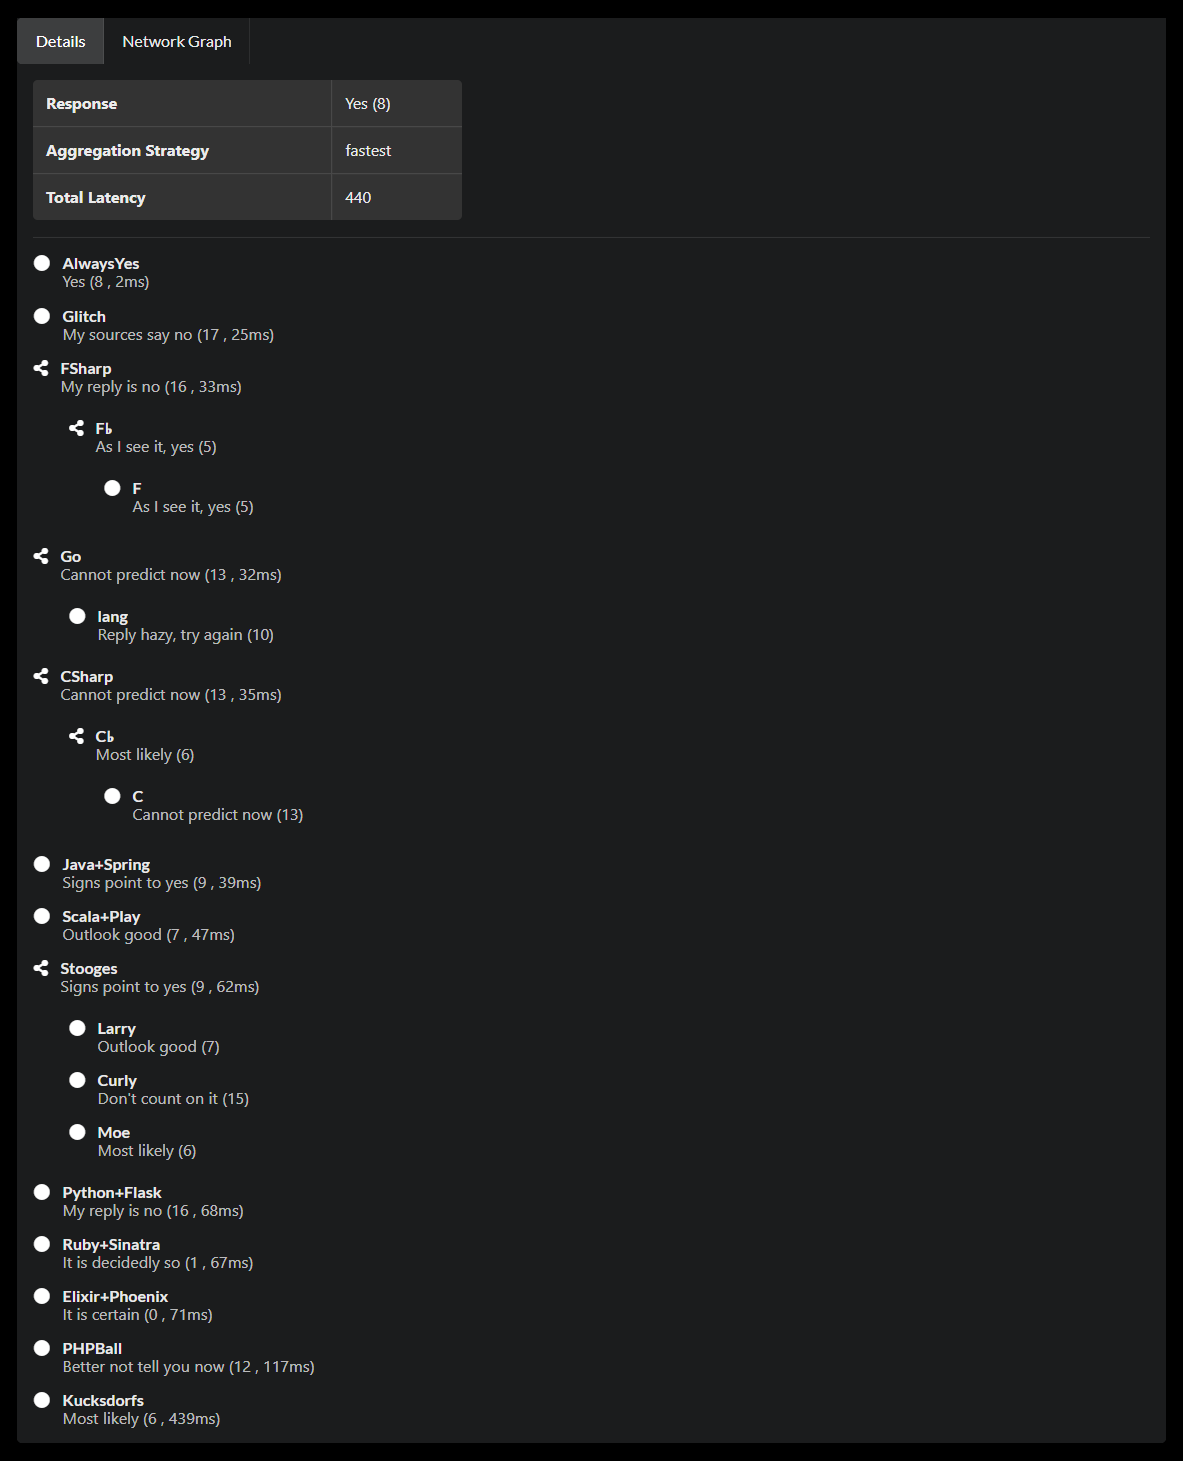 Details Network Graph
Response Yes (8)
Aggregation Strategy fastest
Total Latency 440
AlwaysYes
Yes (8 , 2ms)
Glitch
My sources say no (17 , 25ms)
FSharp
My reply is no (16 , 33ms)
F♭
As I see it, yes (5)
F
As I see it, yes (5)
Go
Cannot predict now (13 , 32ms)
lang
Reply hazy, try again (10)
CSharp
Cannot predict now (13 , 35ms)
C♭
Most likely (6)
C
Cannot predict now (13)
Java+Spring
Signs point to yes (9 , 39ms)
Scala+Play
Outlook good (7 , 47ms)
Stooges
Signs point to yes (9 , 62ms)
Larry
Outlook good (7)
Curly
Don't count on it (15)
Moe
Most likely (6)
Python+Flask
My reply is no (16 , 68ms)
Ruby+Sinatra
It is decidedly so (1 , 67ms)
Elixir+Phoenix
It is certain (0 , 71ms)
PHPBall
Better not tell you now (12 , 117ms)
Kucksdorfs
Most likely (6 , 439ms)